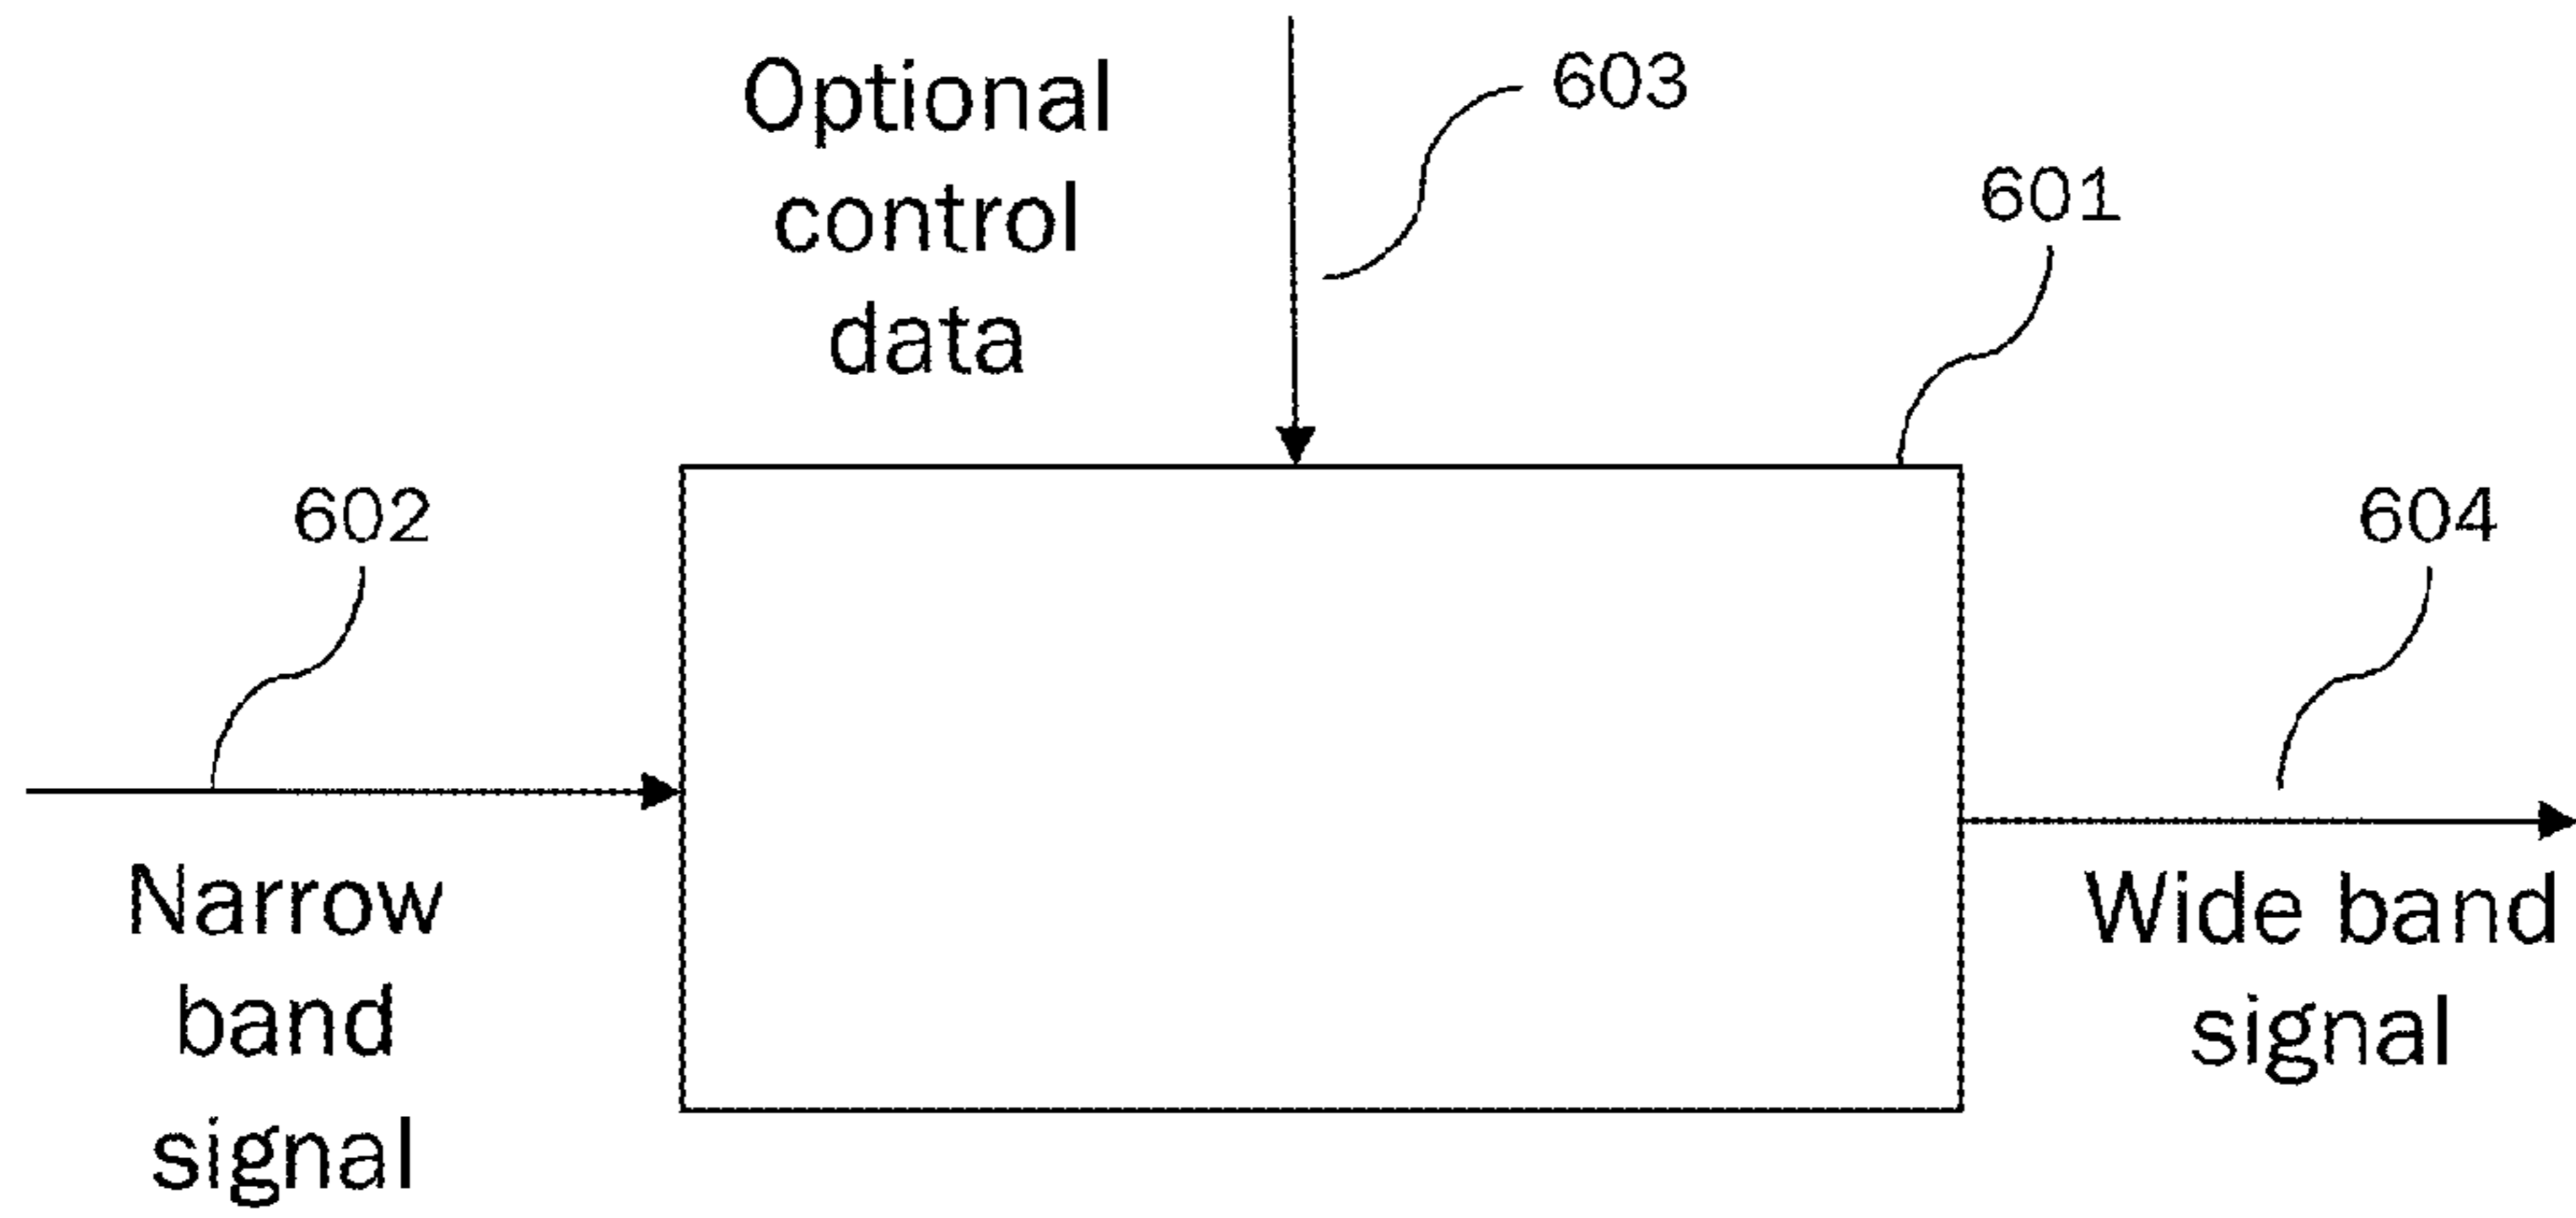 Optional
control
data
603
601
602
604
Narrow
band
signal
Wide band
signal